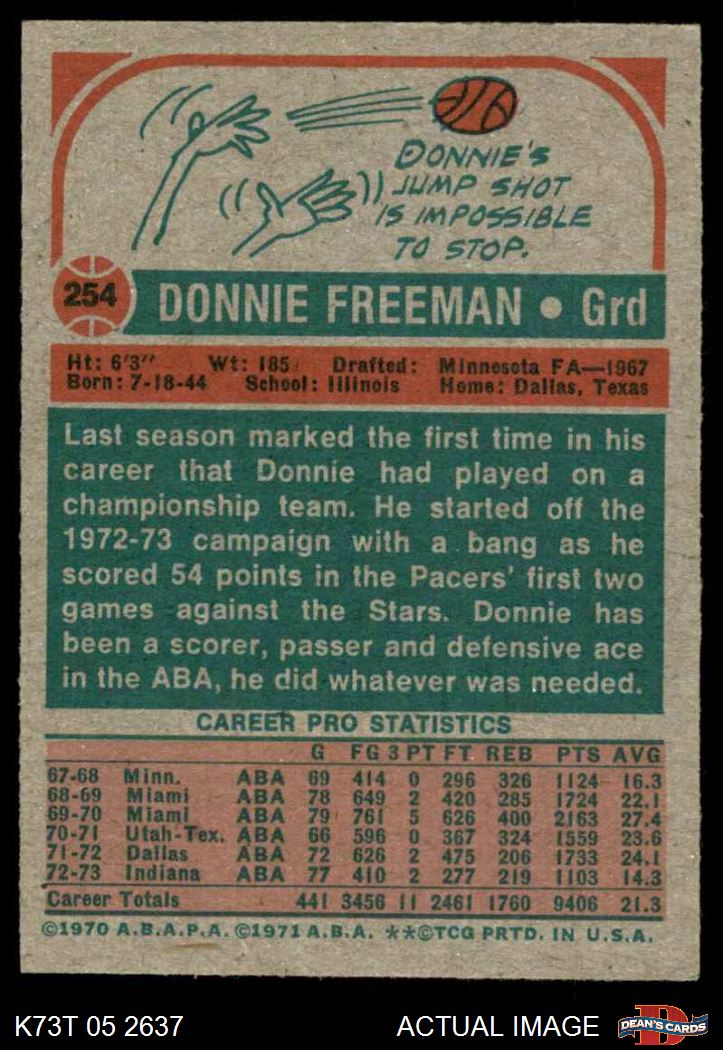 DONNIE'S
JUMP SHOT
IS IMPOSSIBLE
TO STOP.
254 DONNIE FREEMAN • Grd
Ht: 6'3" Wt: 185 Drafted: Minnesota FA—1967
Born: 7-18-44 School: Illinois Home: Dallas, Texas
Last season marked the first time in his
career that Donnie had played on a
championship team. He started off the
1972-73 campaign with a bang as he
scored 54 points in the Pacers' first two
games against the Stars. Donnie has
been a scorer, passer and defensive ace
in the ABA, he did whatever was needed.
CAREER PRO STATISTICS
G FG 3 PT FT REB PTS AVG
67-68 Minn. ABA 69 414 0 296 326 1124 16.3
68-69 Miami ABA 78 649 2 420 285 1724 22.1
69-70 Miami ABA 79 761 5 626 400 2163 27.4
70-71 Utah-Tex. ABA 66 596 0 367 324 1559 23.6
71-72 Dallas ABA 72 626 2 475 206 1733 24.1
72-73 Indiana ABA 77 410 2 277 219 1103 14.3
Career Totals 441 3456 11 2461 1760 9406 21.3
©1970 A.B.A.P.A. ©1971 A.B.A. **©TCG PRTD. IN U.S.A.
K73T 05 2637 ACTUAL IMAGE DEAN'S CARDS